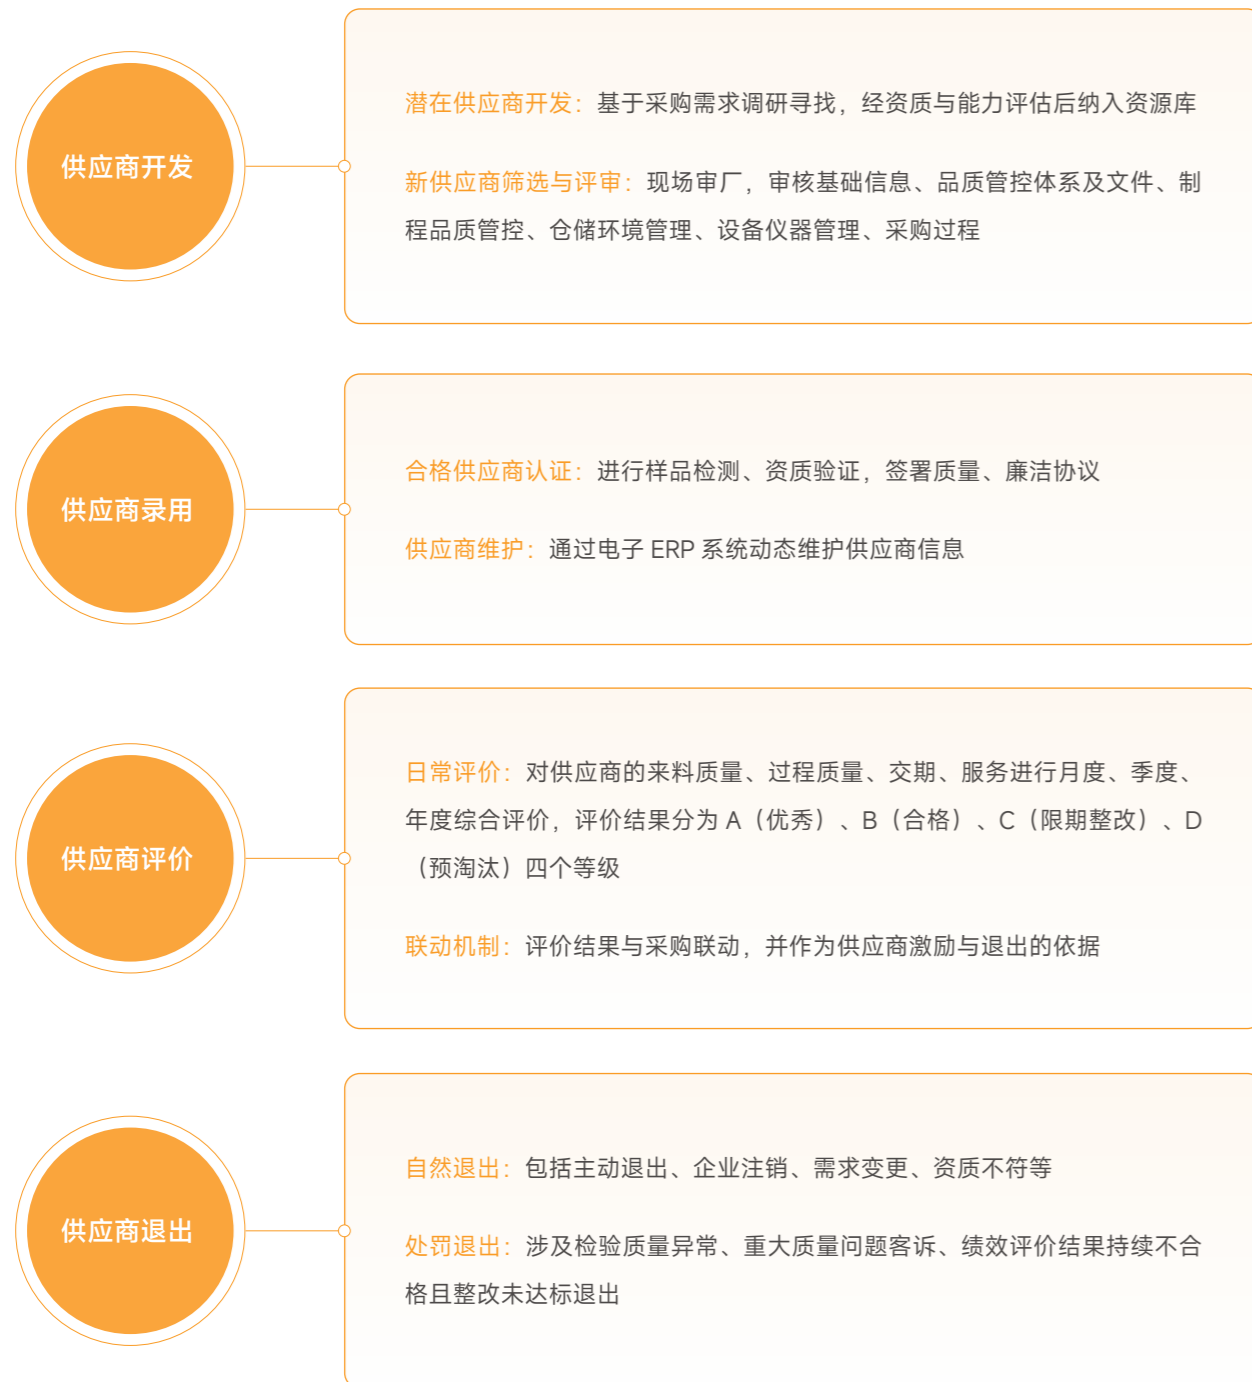 供应商开发
潜在供应商开发：基于采购需求调研寻找，经资质与能力评估后纳入资源库
新供应商筛选与评审：现场审厂，审核基础信息、品质管控体系及文件、制
程品质管控、仓储环境管理、设备仪器管理、采购过程
供应商录用
合格供应商认证：进行样品检测、资质验证，签署质量、廉洁协议
供应商维护：通过电子 ERP 系统动态维护供应商信息
供应商评价
日常评价：对供应商的来料质量、过程质量、交期、服务进行月度、季度、
年度综合评价，评价结果分为 A（优秀）、B（合格）、C（限期整改）、D
（预淘汰）四个等级
联动机制：评价结果与采购联动，并作为供应商激励与退出的依据
供应商退出
自然退出：包括主动退出、企业注销、需求变更、资质不符等
处罚退出：涉及检验质量异常、重大质量问题客诉、绩效评价结果持续不合
格且整改未达标退出